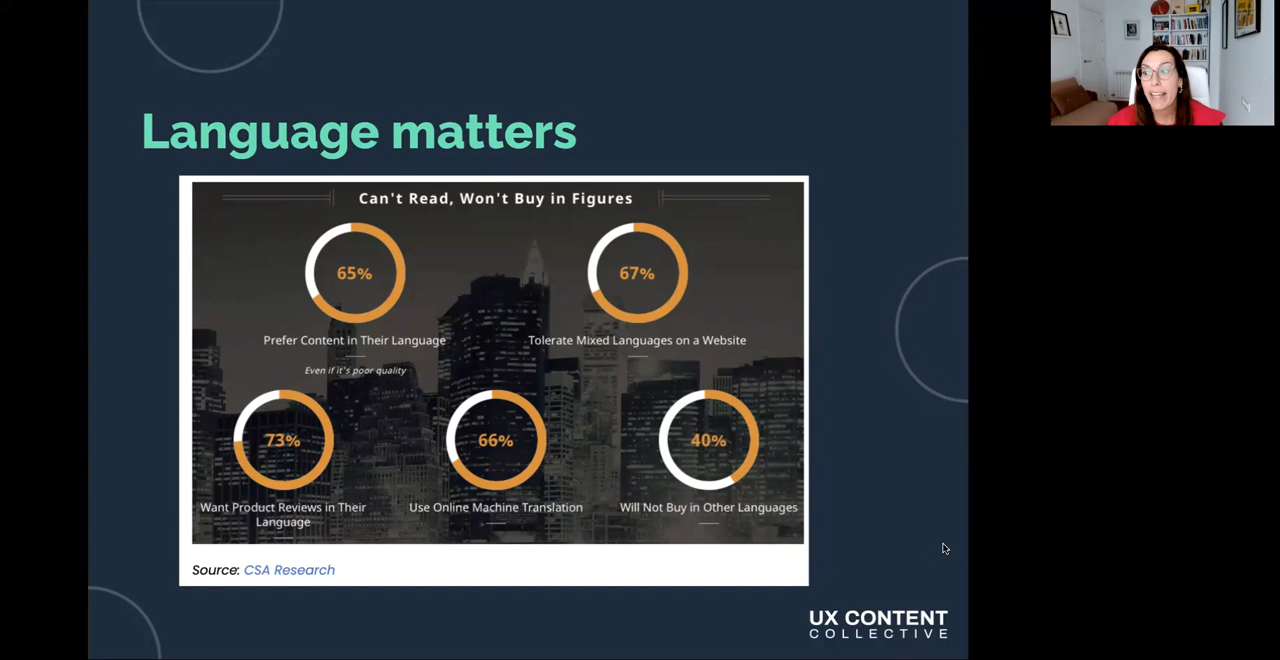 Language matters
Can't Read, Won't Buy in Figures
65%
67%
Prefer Content in Their Language
Tolerate Mixed Languages on a Website
Even if it's poor quality
73%
66%
40%
Want Product Reviews in Their
Language
Use Online Machine Translation
Will Not Buy in Other Languages
Source: CSA Research
UX CONTENT
COLLECTIVE